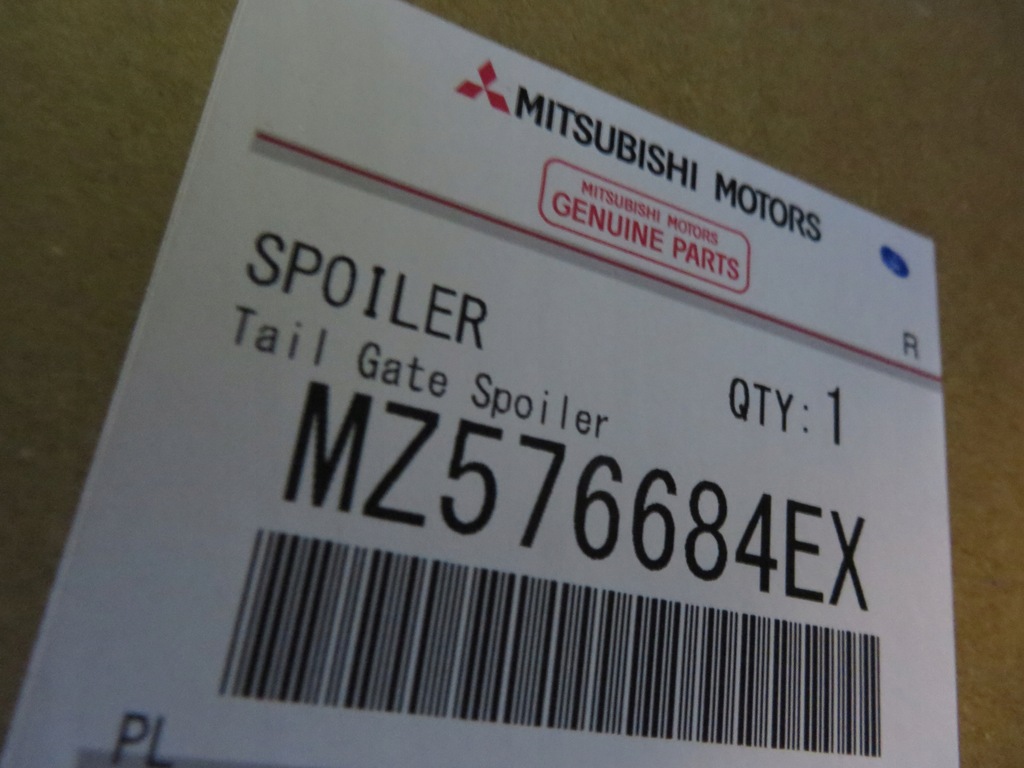 MITSUBISHI MOTORS
MITSUBISHI MOTORS
GENUINE PARTS
R
SPOILER
Tail Gate Spoiler
QTY: 1
MZ576684EX
PL